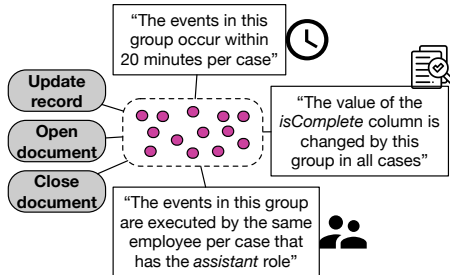 “The events in this
group occur within
20 minutes per case”
Update
record
Open
document
Close
document
“The value of the
isComplete column is
changed by this
group in all cases”
“The events in this group
are executed by the same
employee per case that
has the assistant role”